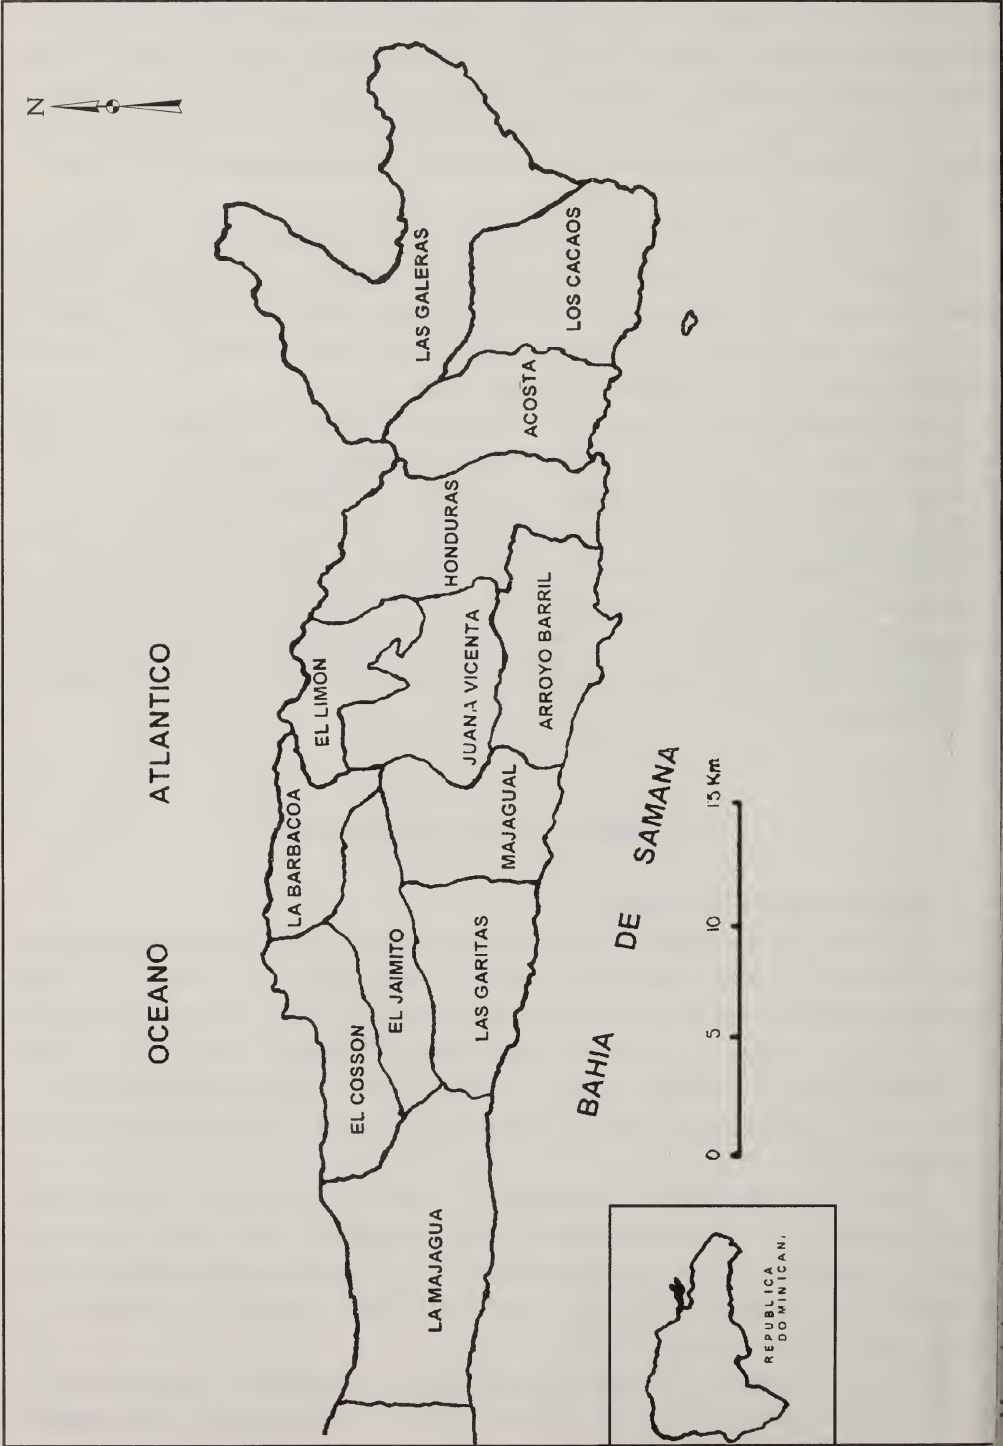 N
OCEANO ATLANTICO
LAS GALERAS
LOS CACAOS
ACOSTA
HONDURAS
EL LIMON
JUANA VICENTA
ARROYO BARRIL
LA BARBACOA
MAJAGUAL
EL COSSON
EL JAIMITO
LAS GARITAS
LA MAJAGUA
BAHIA DE SAMANA
0 5 10 15 Km
REPUBLICA
DOMINICAN